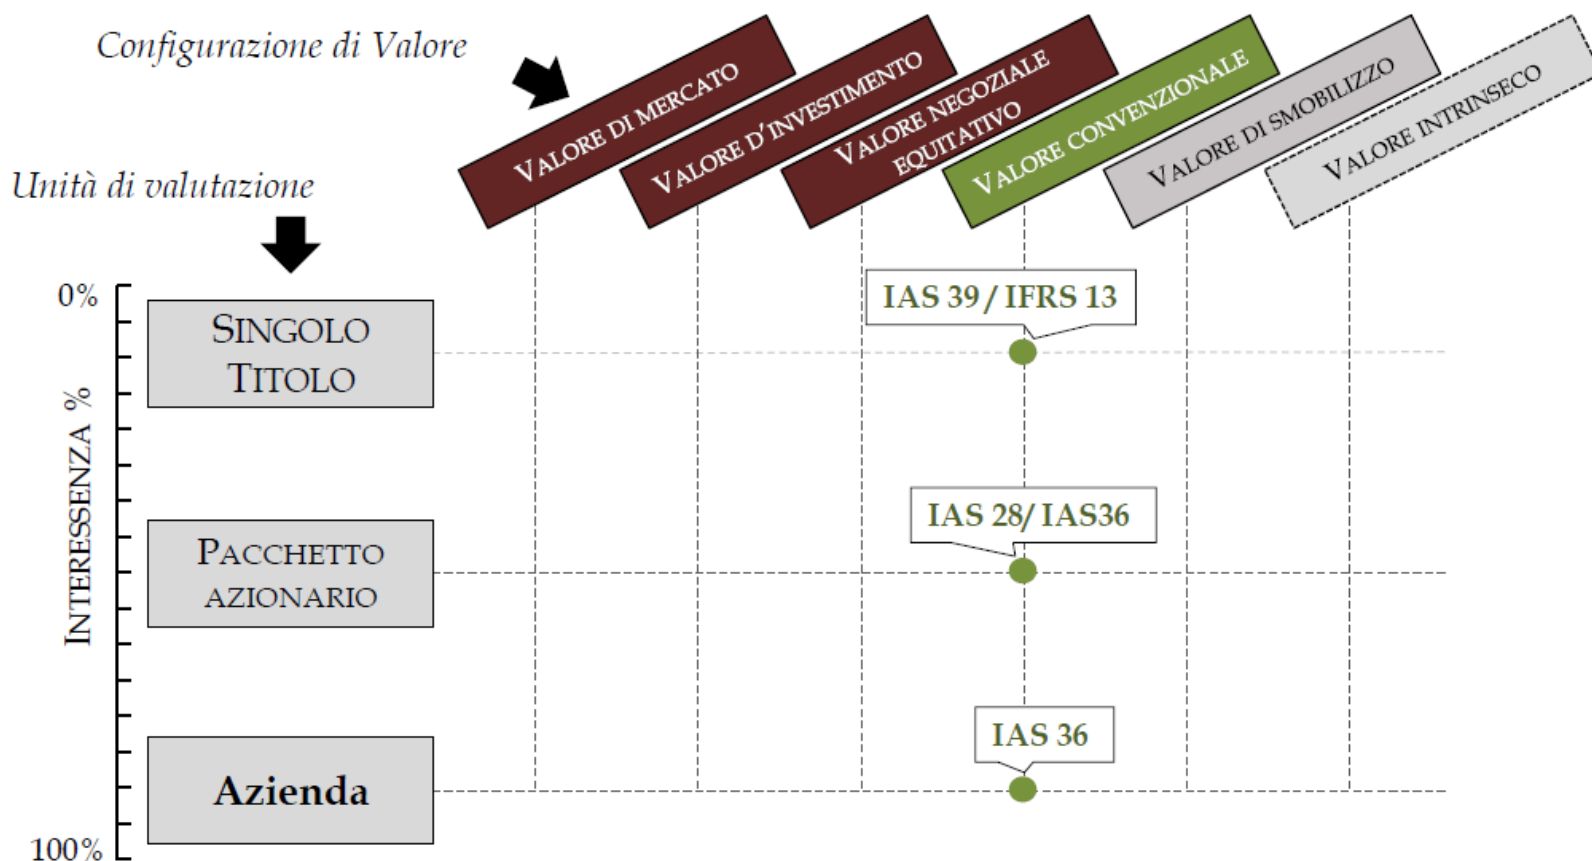 Configurazione di Valore
VALORE DI MERCATO
VALORE D'INVESTIMENTO
VALORE NEGOZIALE
EQUITATIVO
VALORE CONVENZIONALE
VALORE DI SMOBILIZZO
VALORE INTRINSECO
Unità di valutazione
0%
SINGOLO
TITOLO
IAS 39 / IFRS 13
INTERESSENZA %
PACCHETTO
AZIONARIO
IAS 28/ IAS36
Azienda
IAS 36
100%